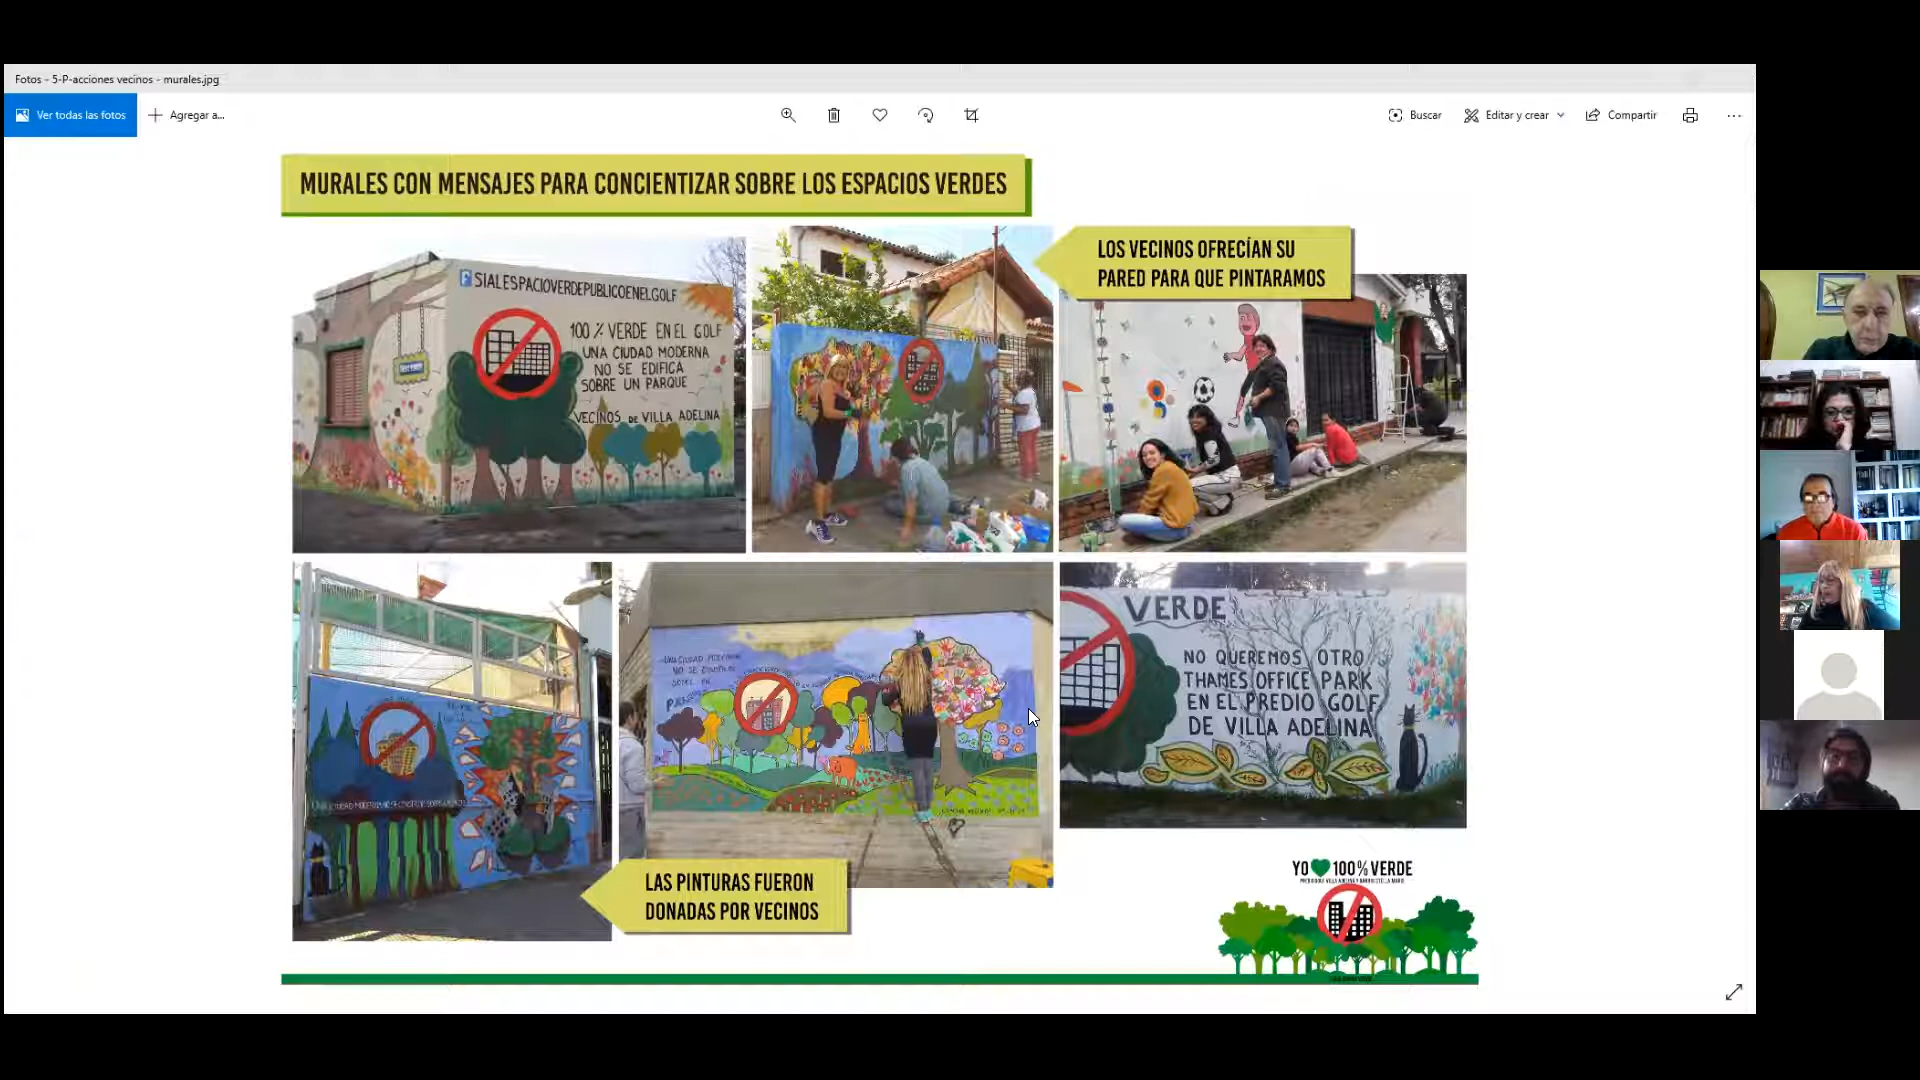 Fotos - 5-P-acciones vecinos - murales.jpg
Ver todas las fotos
Agregar a...
Buscar
Editar y crear
Compartir
MURALES CON MENSAJES PARA CONCIENTIZAR SOBRE LOS ESPACIOS VERDES
LOS VECINOS OFRECÍAN SU
PARED PARA QUE PINTARAMOS
SIALESPACIOVERDEPUBLICOENELGOLF
100 % VERDE EN EL GOLF
UNA CIUDAD MODERNA
NO SE EDIFICA
SOBRE UN PARQUE
VECINOS DE VILLA ADELINA
VERDE
NO QUEREMOS OTRO
THAMES OFFICE PARK
EN EL PREDIO GOLF
DE VILLA ADELINA
LAS PINTURAS FUERON
DONADAS POR VECINOS
YO 100% VERDE